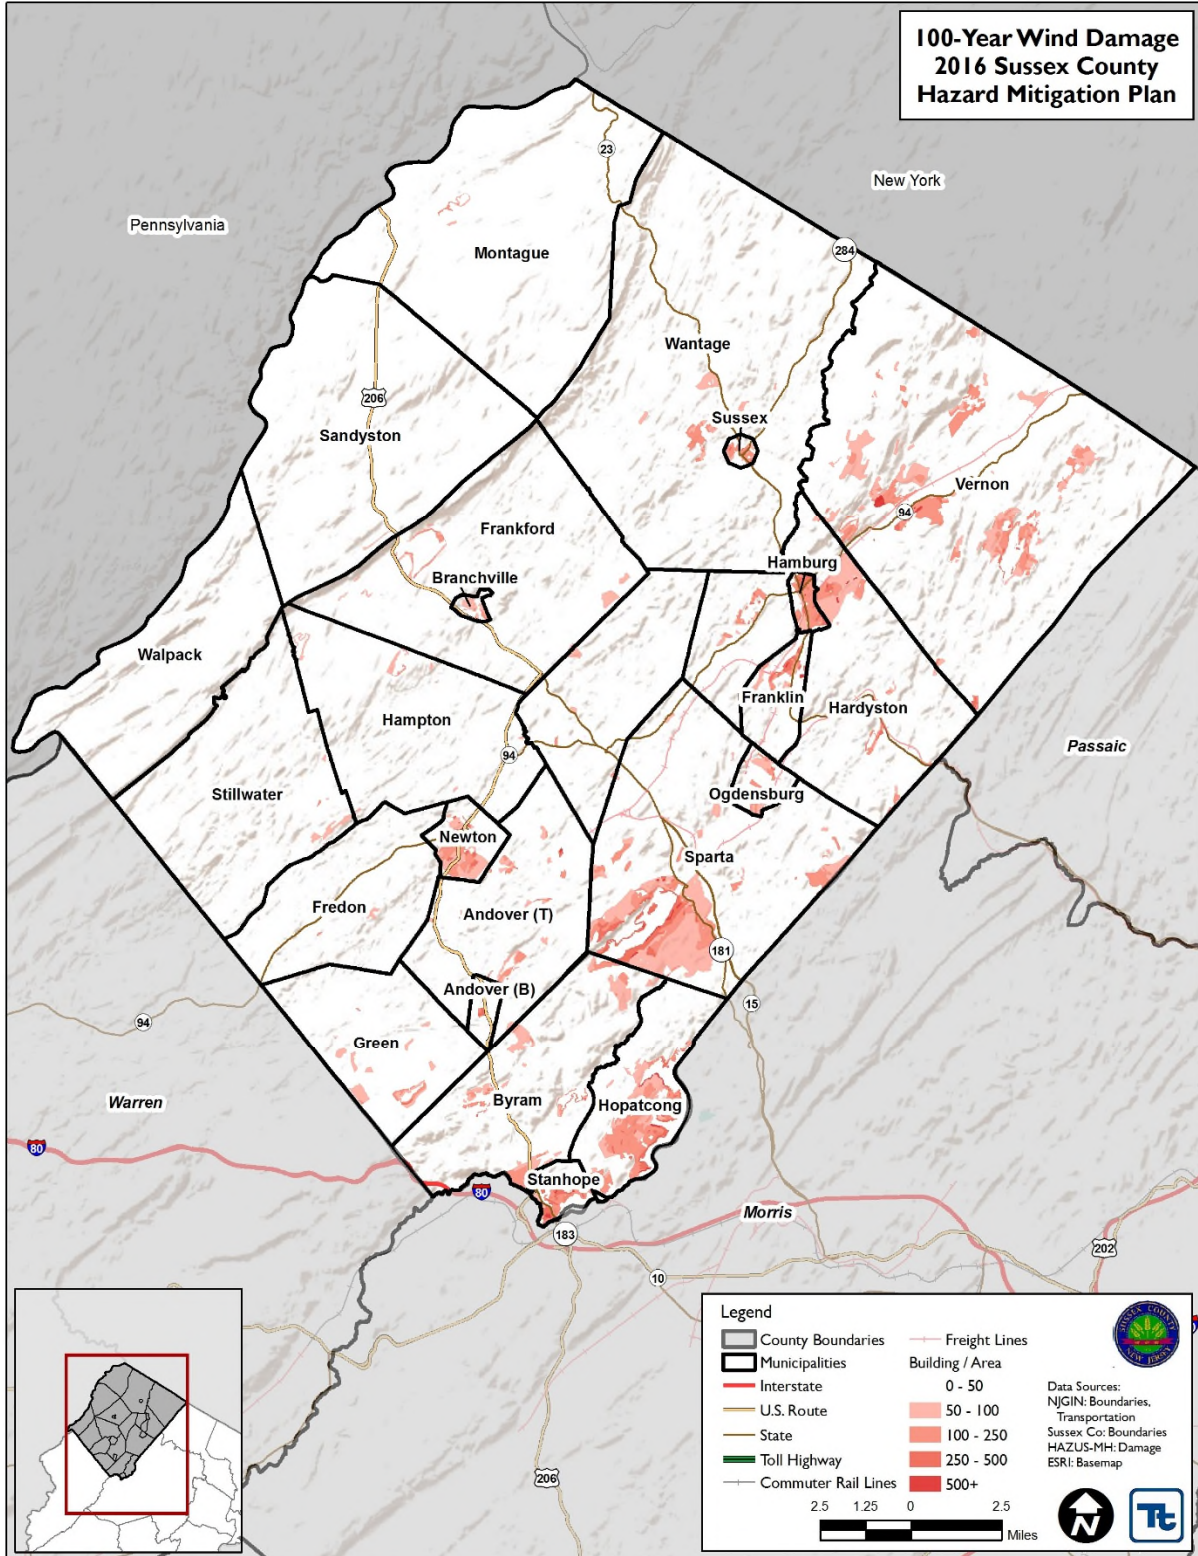 100-Year Wind Damage
2016 Sussex County
Hazard Mitigation Plan
New York
Pennsylvania
23
284
Montague
Wantage
206
Sussex
Sandyston
Vernon
94
Frankford
Hamburg
Branchville
Walpack
Franklin
Hardyston
Hampton
Passaic
94
Stillwater
Ogdensburg
Newton
Sparta
Fredon
Andover (T)
181
Andover (B)
15
94
Green
Warren
Byram
Hopatcong
80
Stanhope
80
Morris
183
202
10
206
Legend
County Boundaries
Municipalities
Interstate
U.S. Route
State
Toll Highway
Commuter Rail Lines
Freight Lines
Building / Area
0 - 50
50 - 100
100 - 250
250 - 500
500+
SUSSEX COUNTY
NEW JERSEY
Data Sources:
NJGIN: Boundaries,
Transportation
Sussex Co: Boundaries
HAZUS-MH: Damage
ESRI: Basemap
2.5 1.25 0 2.5
Miles
N
Tt